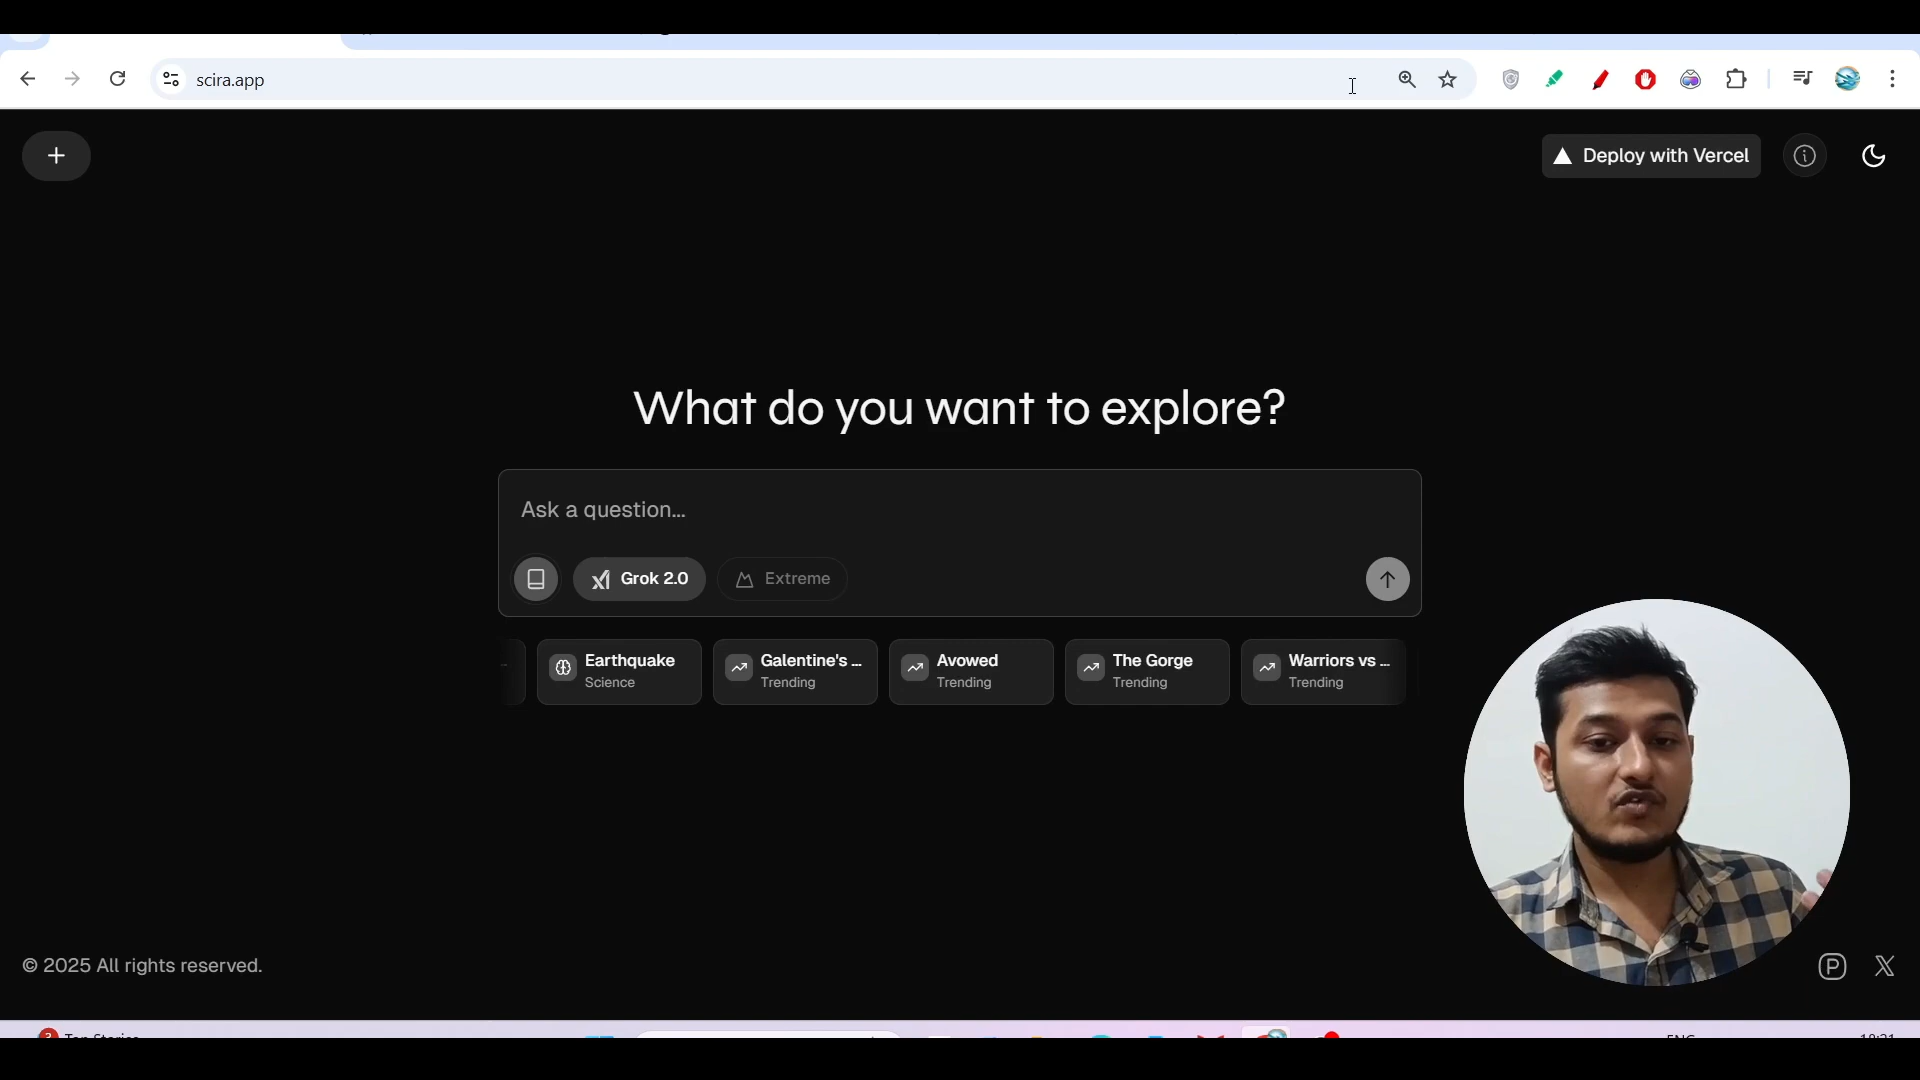 scira.app
+
Deploy with Vercel
What do you want to explore?
Ask a question...
Grok 2.0
Extreme
Earthquake
Science
Galentine's ...
Trending
Avowed
Trending
The Gorge
Trending
Warriors vs ...
Trending
© 2025 All rights reserved.